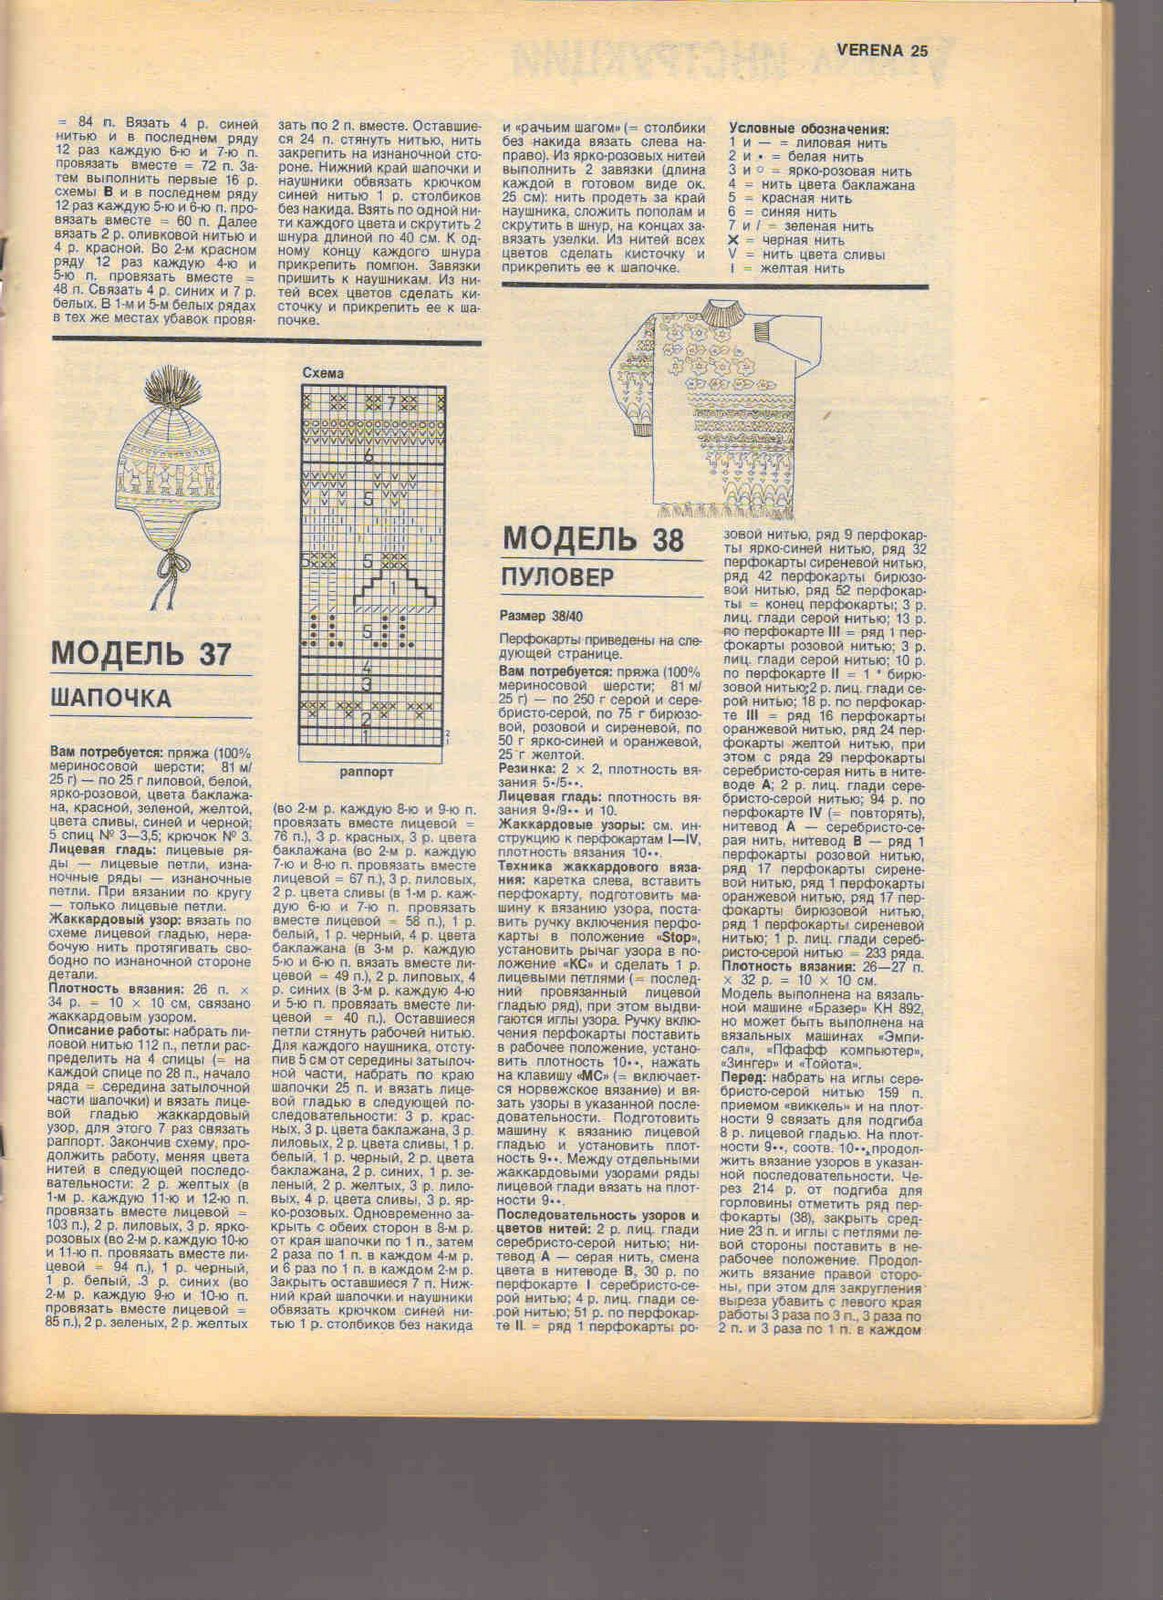 VERENA 25
= 84 п. Вязать 4 р. синей
нитью и в последнем ряду
12 раз каждую 6-ю и 7-ю п.
провязать вместе = 72 п. За-
тем выполнить первые 16 р.
схемы В и в последнем ряду
12 раз каждую 5-ю и 6-ю п. про-
вязать вместе = 60 п. Далее
вязать 2 р. оливковой нитью и
4 р. красной. Во 2-м красном
ряду 12 раз каждую 4-ю и
5-ю п. провязать вместе =
48 п. Связать 4 р. синих и 7 р.
белых. В 1-м и 5-м белых рядах
в тех же местах убавок провя-
зать по 2 п. вместе. Оставшие-
ся 24 п. стянуть нитью, нить
закрепить на изнаночной сто-
роне. Нижний край шапочки и
наушники обвязать крючком
синей нитью 1 р. столбиков
без накида. Взять по одной ни-
ти каждого цвета и скрутить 2
шнура длиной по 40 см. К од-
ному концу каждого шнура
прикрепить помпон. Завязки
пришить к наушникам. Из ни-
тей всех цветов сделать ки-
сточку и прикрепить ее к ша-
почке.
и «рачьим шагом» (= столбики
без накида вязать слева на-
право). Из ярко-розовых нитей
выполнить 2 завязки (длина
каждой в готовом виде ок.
25 см): нить продеть за край
наушника, сложить пополам и
скрутить в шнур, на концах за-
вязать узелки. Из нитей всех
цветов сделать кисточку и
прикрепить ее к шапочке.
Условные обозначения:
1 и — = лиловая нить
2 и • = белая нить
3 и ○ = ярко-розовая нить
4 = нить цвета баклажана
5 = красная нить
6 = синяя нить
7 и / = зеленая нить
X = черная нить
V = нить цвета сливы
I = желтая нить
Схема
7
6
5
5
1
5
4
3
2
1
2
1
раппорт
МОДЕЛЬ 37
ШАПОЧКА
Вам потребуется: пряжа (100%
мериносовой шерсти; 81 м/
25 г) — по 25 г лиловой, белой,
ярко-розовой, цвета баклажа-
на, красной, зеленой, желтой,
цвета сливы, синей и черной;
5 спиц № 3—3,5; крючок № 3.
Лицевая гладь: лицевые ря-
ды — лицевые петли, изна-
ночные ряды — изнаночные
петли. При вязании по кругу
— только лицевые петли.
Жаккардовый узор: вязать по
схеме лицевой гладью, нера-
бочую нить протягивать сво-
бодно по изнаночной стороне
детали.
Плотность вязания: 26 п. ×
34 р. = 10 × 10 см, связано
жаккардовым узором.
Описание работы: набрать ли-
ловой нитью 112 п., петли рас-
пределить на 4 спицы (= на
каждой спице по 28 п., начало
ряда = середина затылочной
части шапочки) и вязать лице-
вой гладью жаккардовый
узор, для этого 7 раз связать
раппорт. Закончив схему, про-
должить работу, меняя цвета
нитей в следующей последо-
вательности: 2 р. желтых (в
1-м р. каждую 11-ю и 12-ю п.
провязать вместе лицевой =
103 п.), 2 р. лиловых, 3 р. ярко-
розовых (во 2-м р. каждую 10-ю
и 11-ю п. провязать вместе ли-
цевой = 94 п.), 1 р. черный,
1 р. белый, 3 р. синих (во
2-м р. каждую 9-ю и 10-ю п.
провязать вместе лицевой =
85 п.), 2 р. зеленых, 2 р. желтых
(во 2-м р. каждую 8-ю и 9-ю п.
провязать вместе лицевой =
76 п.), 3 р. красных, 3 р. цвета
баклажана (во 2-м р. каждую
7-ю и 8-ю п. провязать вместе
лицевой = 67 п.), 3 р. лиловых,
2 р. цвета сливы (в 1-м р. каж-
дую 6-ю и 7-ю п. провязать
вместе лицевой = 58 п.), 1 р.
белый, 1 р. черный, 4 р. цвета
баклажана (в 3-м р. каждую
5-ю и 6-ю п. вязать вместе ли-
цевой = 49 п.), 2 р. лиловых, 4
р. синих (в 3-м р. каждую 4-ю
и 5-ю п. провязать вместе ли-
цевой = 40 п.). Оставшиеся
петли стянуть рабочей нитью.
Для каждого наушника, отсту-
пив 5 см от середины затылоч-
ной части, набрать по краю
шапочки 25 п. и вязать лице-
вой гладью в следующей по-
следовательности: 3 р. крас-
ных, 3 р. цвета баклажана, 3 р.
лиловых, 2 р. цвета сливы, 1 р.
белый, 1 р. черный, 2 р. цвета
баклажана, 2 р. синих, 1 р. зе-
леный, 2 р. желтых, 3 р. лило-
вых, 4 р. цвета сливы, 3 р. яр-
ко-розовых. Одновременно за-
крыть с обеих сторон в 8-м р.
от края шапочки по 1 п., затем
2 раза по 1 п. в каждом 4-м р.
и 6 раз по 1 п. в каждом 2-м р.
Закрыть оставшиеся 7 п. Ниж-
ний край шапочки и наушники
обвязать крючком синей ни-
тью 1 р. столбиков без накида
МОДЕЛЬ 38
ПУЛОВЕР
Размер 38/40
Перфокарты приведены на сле-
дующей странице.
Вам потребуется: пряжа (100%
мериносовой шерсти; 81 м/
25 г) — по 250 г серой и сере-
бристо-серой, по 75 г бирюзо-
вой, розовой и сиреневой, по
50 г ярко-синей и оранжевой,
25 г желтой.
Резинка: 2 × 2, плотность вя-
зания 5•/5••.
Лицевая гладь: плотность вя-
зания 9•/9•• и 10.
Жаккардовые узоры: см. ин-
струкцию к перфокартам I—IV,
плотность вязания 10••.
Техника жаккардового вяза-
ния: каретка слева, вставить
перфокарту, подготовить ма-
шину к вязанию узора, поста-
вить ручку включения перфо-
карты в положение «Stop»,
установить рычаг узора в по-
ложение «КС» и сделать 1 р.
лицевыми петлями (= послед-
ний провязанный лицевой
гладью ряд), при этом выдви-
гаются иглы узора. Ручку вклю-
чения перфокарты поставить
в рабочее положение, устано-
вить плотность 10••, нажать
на клавишу «МС» (= включает-
ся норвежское вязание) и вя-
зать узоры в указанной после-
довательности. Подготовить
машину к вязанию лицевой
гладью и установить плот-
ность 9••. Между отдельными
жаккардовыми узорами ряды
лицевой глади вязать на плот-
ности 9••.
Последовательность узоров и
цветов нитей: 2 р. лиц. глади
серебристо-серой нитью; ни-
тевод А — серая нить, смена
цвета в нитеводе В, 30 р. по
перфокарте I серебристо-се-
рой нитью; 4 р. лиц. глади се-
рой нитью; 51 р. по перфокар-
те II. = ряд 1 перфокарты ро-
зовой нитью, ряд 9 перфокар-
ты ярко-синей нитью, ряд 32
перфокарты сиреневой нитью,
ряд 42 перфокарты бирюзо-
вой нитью, ряд 52 перфокар-
ты = конец перфокарты; 3 р.
лиц. глади серой нитью; 13 р.
по перфокарте III = ряд 1 пер-
фокарты розовой нитью; 3 р.
лиц. глади серой нитью; 10 р.
по перфокарте II = 1 * бирю-
зовой нитью; 2 р. лиц. глади се-
рой нитью; 18 р. по перфокар-
те III = ряд 16 перфокарты
оранжевой нитью, ряд 24 пер-
фокарты желтой нитью, при
этом с ряда 29 перфокарты
серебристо-серая нить в ните-
воде А; 2 р. лиц. глади сере-
бристо-серой нитью; 94 р. по
перфокарте IV (= повторять),
нитевод А — серебристо-се-
рая нить, нитевод В — ряд 1
перфокарты розовой нитью,
ряд 17 перфокарты сирене-
вой нитью, ряд 1 перфокарты
оранжевой нитью, ряд 17 пер-
фокарты бирюзовой нитью,
ряд 1 перфокарты сиреневой
нитью; 1 р. лиц. глади сереб-
ристо-серой нитью = 233 ряда.
Плотность вязания: 26—27 п.
× 32 р. = 10 × 10 см.
Модель выполнена на вязаль-
ной машине «Бразер» КН 892,
но может быть выполнена на
вязальных машинах «Эмпи-
сал», «Пфафф компьютер»,
«Зингер» и «Тойота».
Перед: набрать на иглы сере-
бристо-серой нитью 159 п.
приемом «виккель» и на плот-
ности 9 связать для подгиба
8 р. лицевой гладью. На плот-
ности 9••, соотв. 10••, продол-
жить вязание узоров в указан-
ной последовательности. Че-
рез 214 р. от подгиба для
горловины отметить ряд пер-
фокарты (38), закрыть сред-
ние 23 п. и иглы с петлями ле-
вой стороны поставить в не-
рабочее положение. Продол-
жить вязание правой сторо-
ны, при этом для закругления
выреза убавить с левого края
работы 3 раза по 3 п., 3 раза по
2 п. и 3 раза по 1 п. в каждом